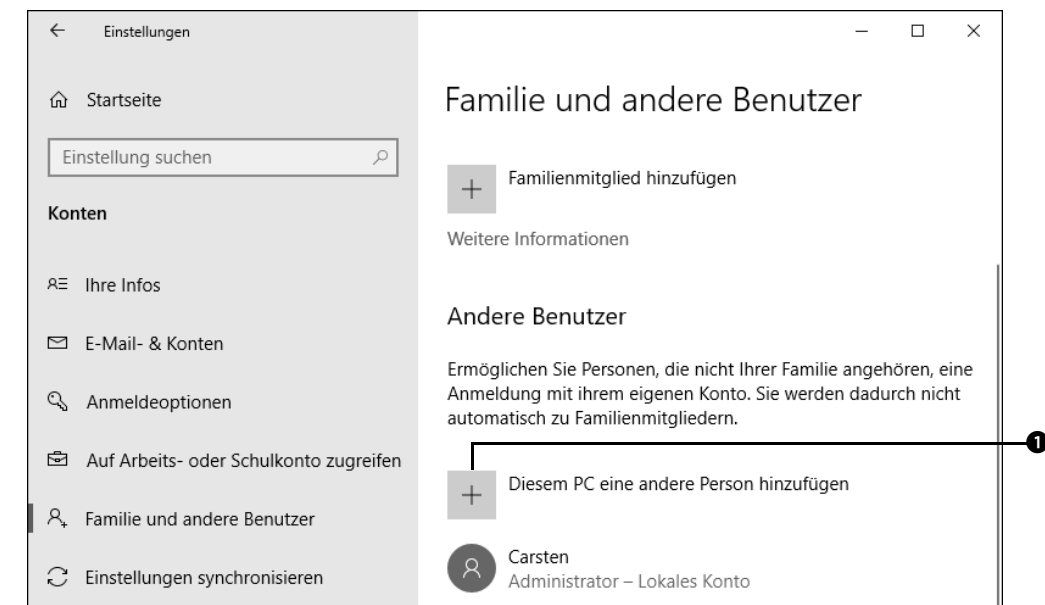 Einstellungen
Startseite
Einstellung suchen
Konten
Ihre Infos
E-Mail- & Konten
Anmeldeoptionen
Auf Arbeits- oder Schulkonto zugreifen
Familie und andere Benutzer
Einstellungen synchronisieren
Familie und andere Benutzer
Familienmitglied hinzufügen
Weitere Informationen
Andere Benutzer
Ermöglichen Sie Personen, die nicht Ihrer Familie angehören, eine
Anmeldung mit ihrem eigenen Konto. Sie werden dadurch nicht
automatisch zu Familienmitgliedern.
1
Diesem PC eine andere Person hinzufügen
Carsten
Administrator – Lokales Konto